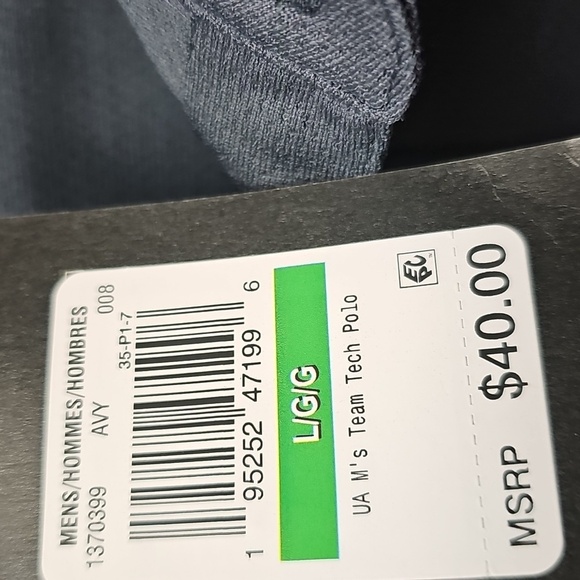 MENS/HOMMES/HOMBRES
1370399 AVY 008
35-P1-7
1 95252 47199 6
L/G/G
UA M's Team Tech Polo
EPC
MSRP $40.00